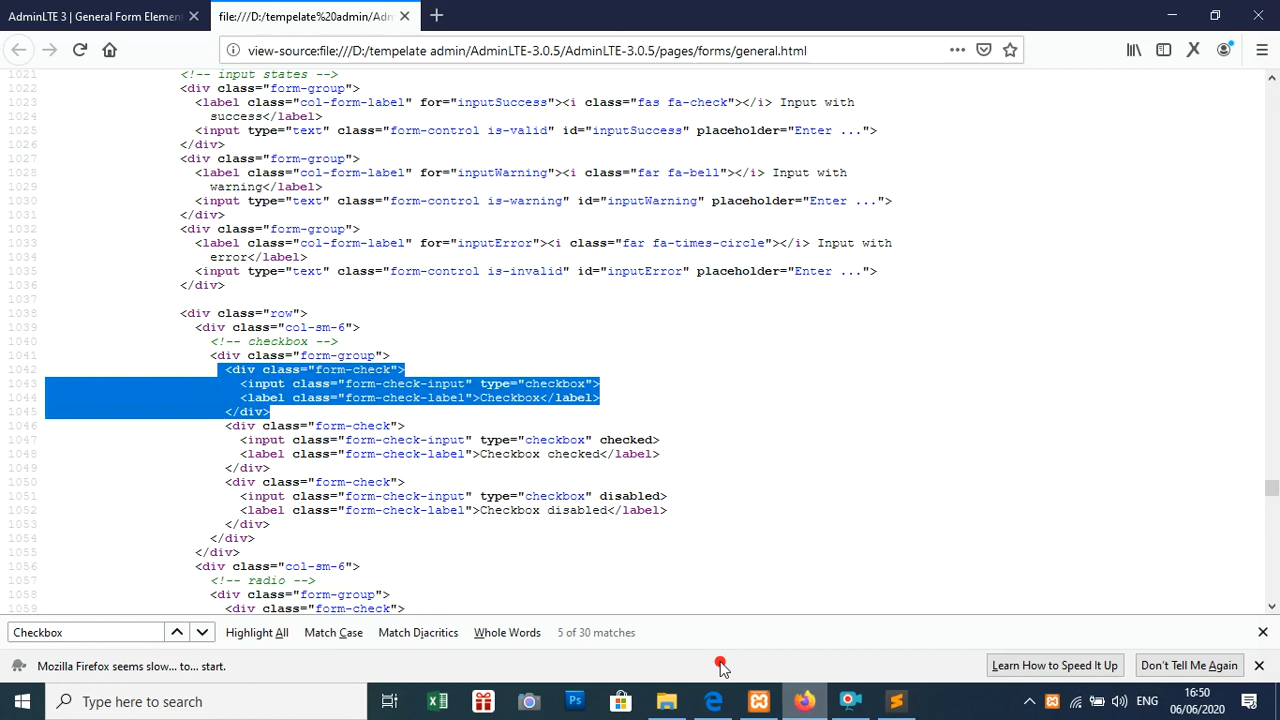 AdminLTE 3 | General Form Elemen
file:///D:/tempelate%20admin/Adn
view-source:file:///D:/tempelate admin/AdminLTE-3.0.5/AdminLTE-3.0.5/pages/forms/general.html
1021 <!-- input states -->
1022 <div class="form-group">
1023 <label class="col-form-label" for="inputSuccess"><i class="fas fa-check"></i> Input with
1024 success</label>
1025 <input type="text" class="form-control is-valid" id="inputSuccess" placeholder="Enter ...">
1026 </div>
1027 <div class="form-group">
1028 <label class="col-form-label" for="inputWarning"><i class="far fa-bell"></i> Input with
1029 warning</label>
1030 <input type="text" class="form-control is-warning" id="inputWarning" placeholder="Enter ...">
1031 </div>
1032 <div class="form-group">
1033 <label class="col-form-label" for="inputError"><i class="far fa-times-circle"></i> Input with
1034 error</label>
1035 <input type="text" class="form-control is-invalid" id="inputError" placeholder="Enter ...">
1036 </div>
1037
1038 <div class="row">
1039 <div class="col-sm-6">
1040 <!-- checkbox -->
1041 <div class="form-group">
1042 <div class="form-check">
1043 <input class="form-check-input" type="checkbox">
1044 <label class="form-check-label">Checkbox</label>
1045 </div>
1046 <div class="form-check">
1047 <input class="form-check-input" type="checkbox" checked>
1048 <label class="form-check-label">Checkbox checked</label>
1049 </div>
1050 <div class="form-check">
1051 <input class="form-check-input" type="checkbox" disabled>
1052 <label class="form-check-label">Checkbox disabled</label>
1053 </div>
1054 </div>
1055 </div>
1056 <div class="col-sm-6">
1057 <!-- radio -->
1058 <div class="form-group">
1059 <div class="form-check">
Checkbox Highlight All Match Case Match Diacritics Whole Words 5 of 30 matches
Mozilla Firefox seems slow... to... start. Learn How to Speed It Up Don't Tell Me Again
Type here to search
ENG
16:50
06/06/2020